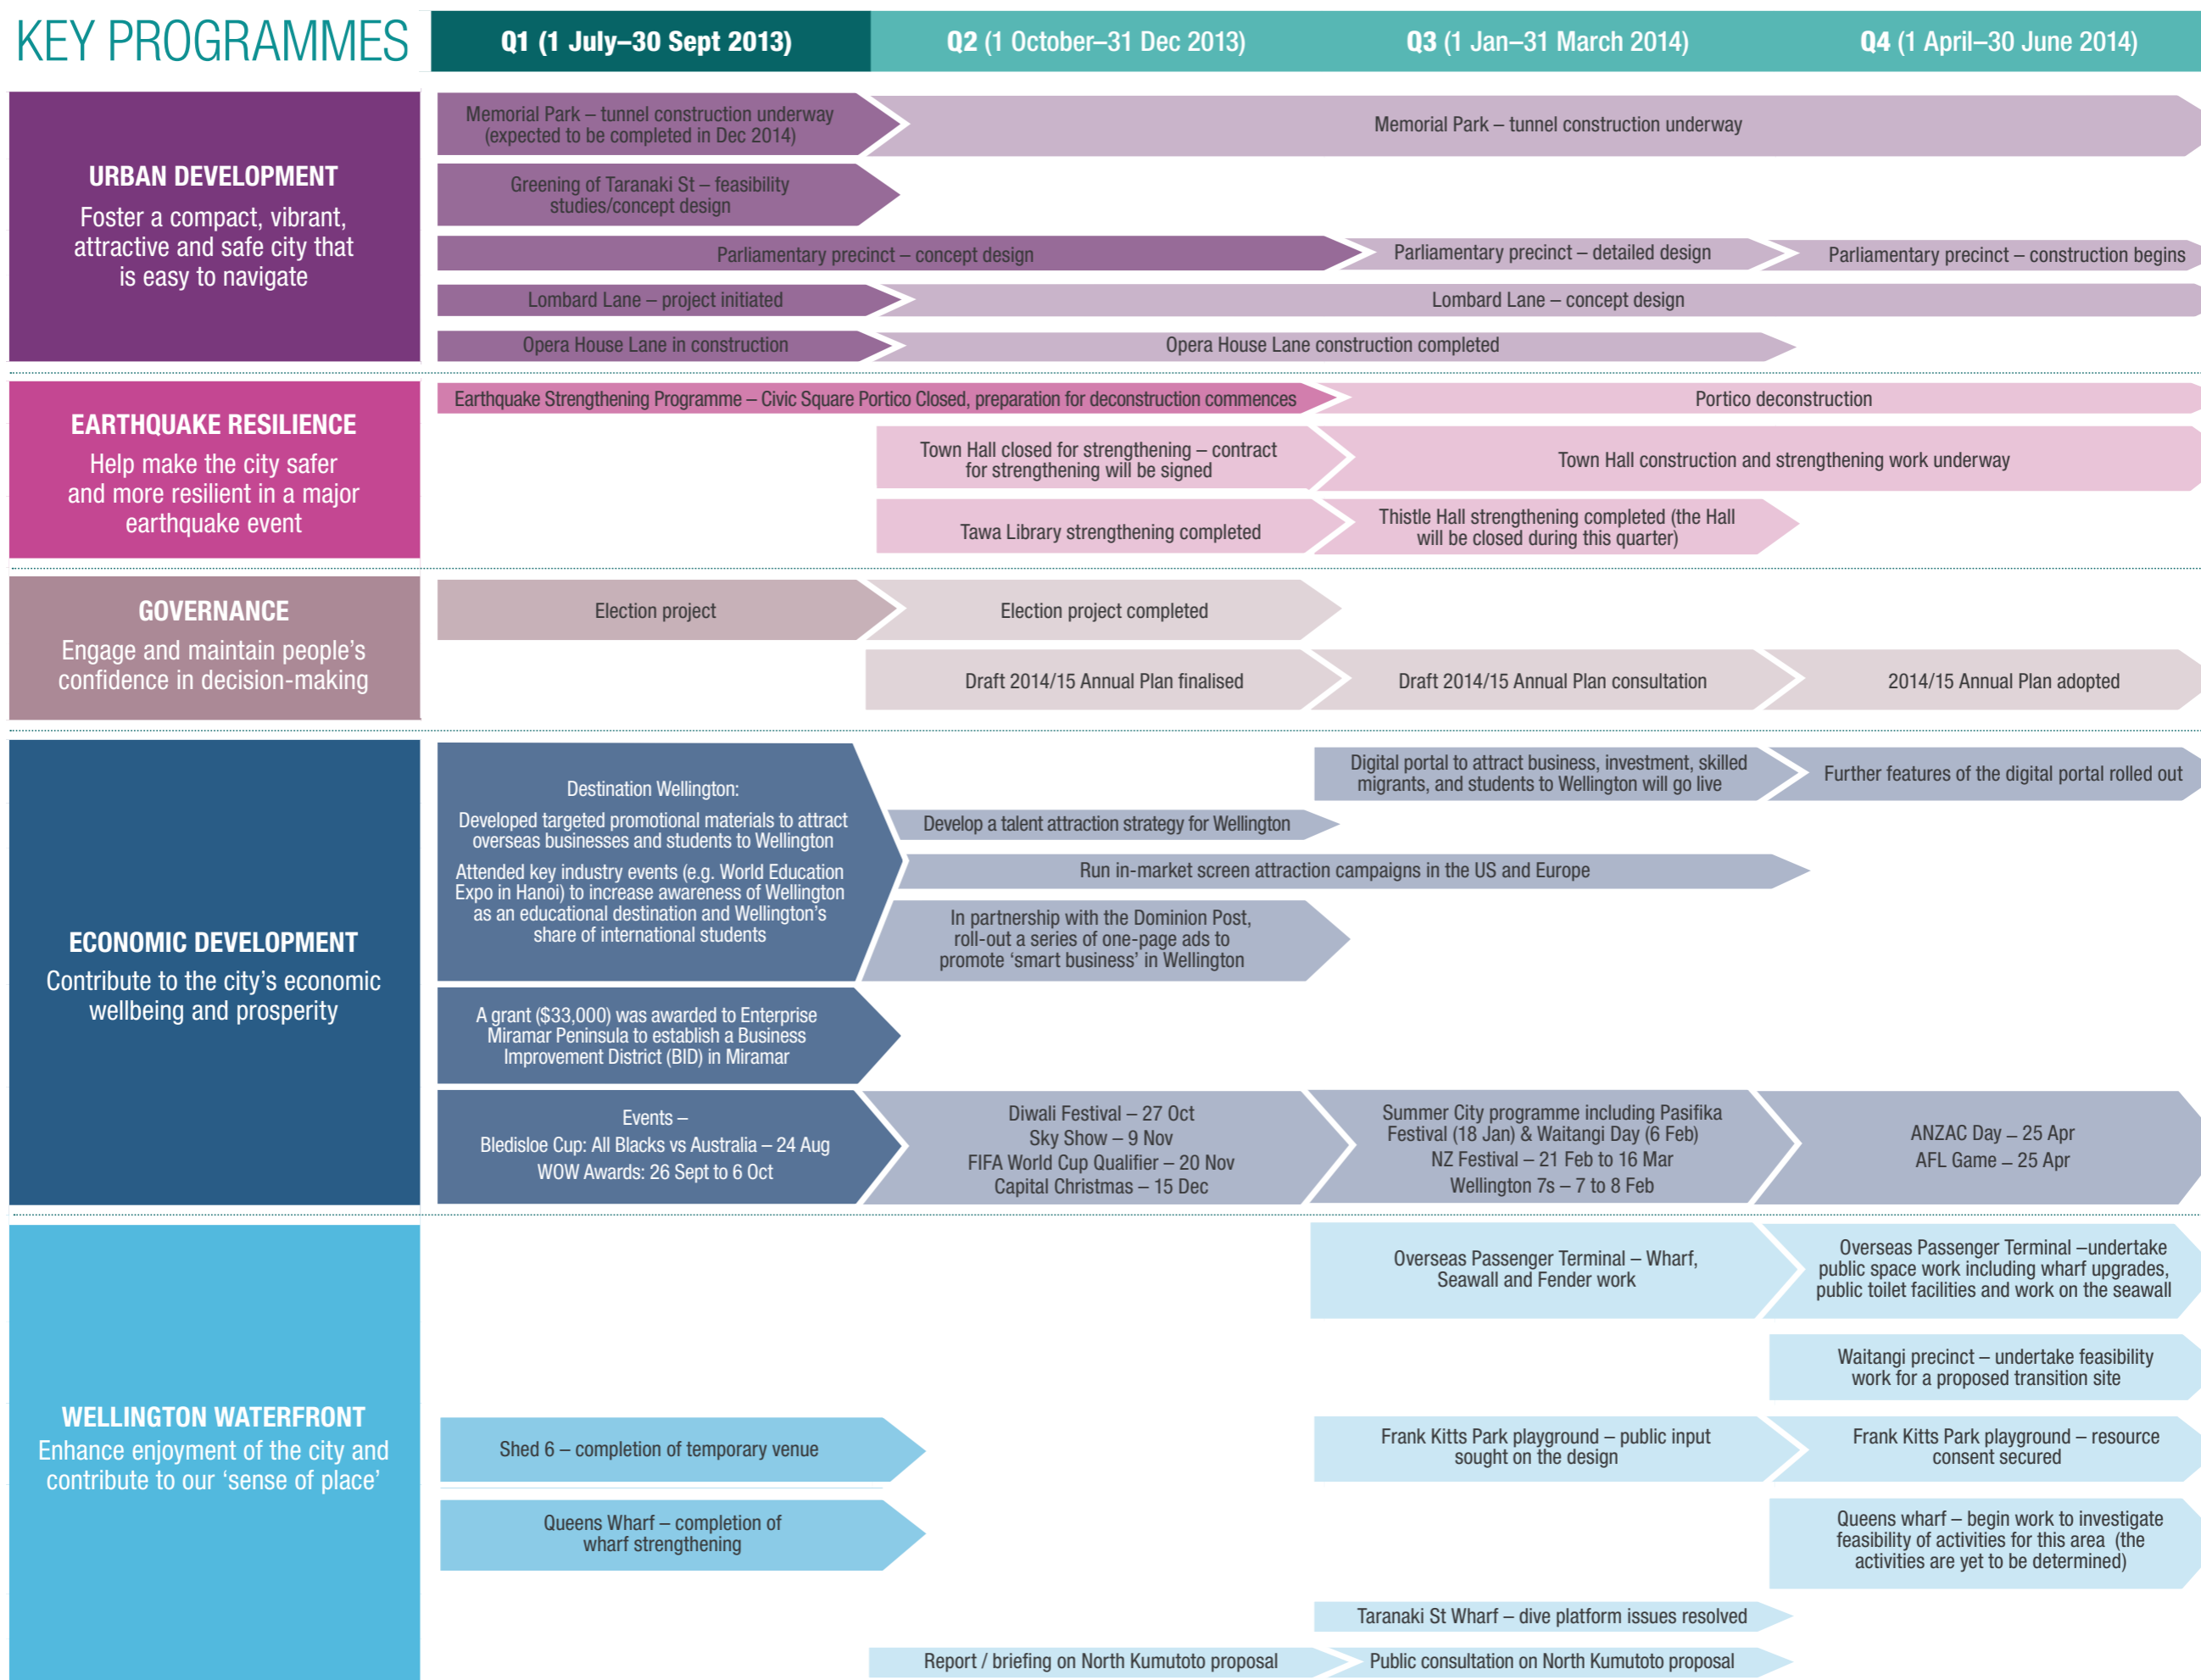 KEY PROGRAMMES
Q1 (1 July–30 Sept 2013)
Q2 (1 October–31 Dec 2013)
Q3 (1 Jan–31 March 2014)
Q4 (1 April–30 June 2014)
URBAN DEVELOPMENT
Foster a compact, vibrant,
attractive and safe city that
is easy to navigate
Memorial Park – tunnel construction underway
(expected to be completed in Dec 2014)
Memorial Park – tunnel construction underway
Greening of Taranaki St – feasibility
studies/concept design
Parliamentary precinct – concept design
Parliamentary precinct – detailed design
Parliamentary precinct – construction begins
Lombard Lane – project initiated
Lombard Lane – concept design
Opera House Lane in construction
Opera House Lane construction completed
EARTHQUAKE RESILIENCE
Help make the city safer
and more resilient in a major
earthquake event
Earthquake Strengthening Programme – Civic Square Portico Closed, preparation for deconstruction commences
Portico deconstruction
Town Hall closed for strengthening – contract
for strengthening will be signed
Town Hall construction and strengthening work underway
Tawa Library strengthening completed
Thistle Hall strengthening completed (the Hall
will be closed during this quarter)
GOVERNANCE
Engage and maintain people's
confidence in decision-making
Election project
Election project completed
Draft 2014/15 Annual Plan finalised
Draft 2014/15 Annual Plan consultation
2014/15 Annual Plan adopted
ECONOMIC DEVELOPMENT
Contribute to the city's economic
wellbeing and prosperity
Destination Wellington:
Developed targeted promotional materials to attract
overseas businesses and students to Wellington
Attended key industry events (e.g. World Education
Expo in Hanoi) to increase awareness of Wellington
as an educational destination and Wellington's
share of international students
Digital portal to attract business, investment, skilled
migrants, and students to Wellington will go live
Further features of the digital portal rolled out
Develop a talent attraction strategy for Wellington
Run in-market screen attraction campaigns in the US and Europe
In partnership with the Dominion Post,
roll-out a series of one-page ads to
promote 'smart business' in Wellington
A grant ($33,000) was awarded to Enterprise
Miramar Peninsula to establish a Business
Improvement District (BID) in Miramar
Events –
Bledisloe Cup: All Blacks vs Australia – 24 Aug
WOW Awards: 26 Sept to 6 Oct
Diwali Festival – 27 Oct
Sky Show – 9 Nov
FIFA World Cup Qualifier – 20 Nov
Capital Christmas – 15 Dec
Summer City programme including Pasifika
Festival (18 Jan) & Waitangi Day (6 Feb)
NZ Festival – 21 Feb to 16 Mar
Wellington 7s – 7 to 8 Feb
ANZAC Day – 25 Apr
AFL Game – 25 Apr
WELLINGTON WATERFRONT
Enhance enjoyment of the city and
contribute to our 'sense of place'
Overseas Passenger Terminal – Wharf,
Seawall and Fender work
Overseas Passenger Terminal –undertake
public space work including wharf upgrades,
public toilet facilities and work on the seawall
Waitangi precinct – undertake feasibility
work for a proposed transition site
Shed 6 – completion of temporary venue
Frank Kitts Park playground – public input
sought on the design
Frank Kitts Park playground – resource
consent secured
Queens Wharf – completion of
wharf strengthening
Queens wharf – begin work to investigate
feasibility of activities for this area (the
activities are yet to be determined)
Taranaki St Wharf – dive platform issues resolved
Report / briefing on North Kumutoto proposal
Public consultation on North Kumutoto proposal